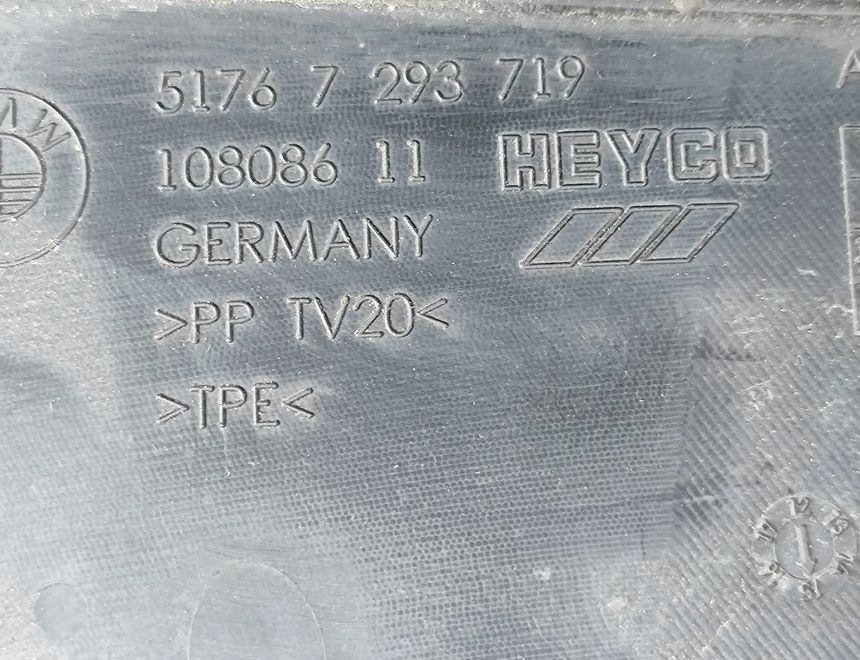 5176 7 293 719
108086 11
HEYCO
GERMANY
>PP TV20<
>TPE<